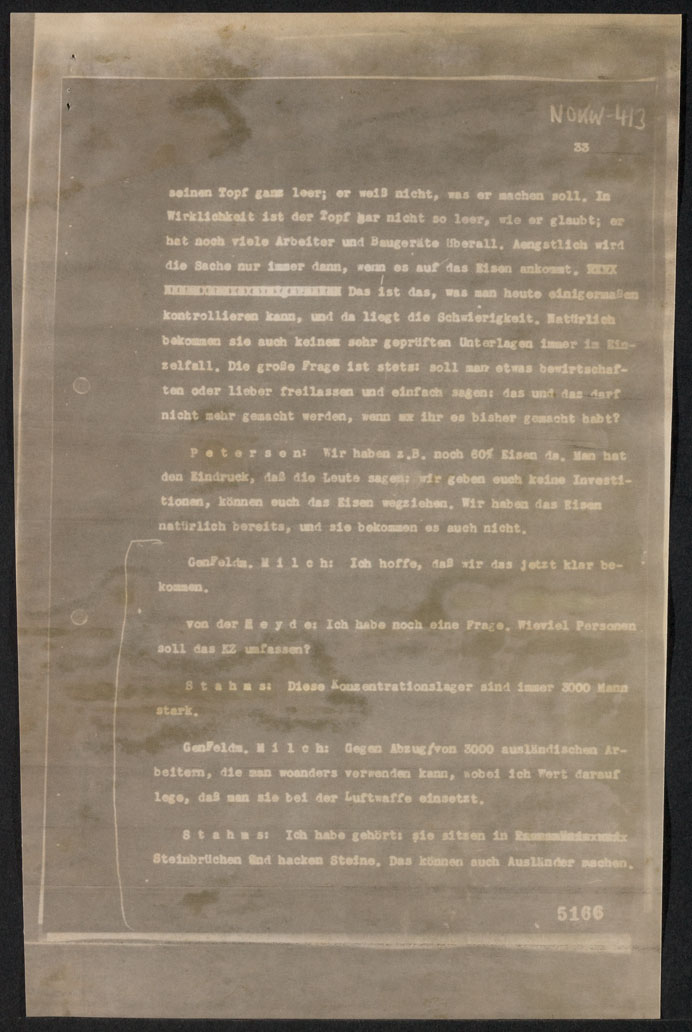 NOKW-413
33
seinen Topf ganz leer; er weiß nicht, was er machen soll. In
Wirklichkeit ist der Topf gar nicht so leer, wie er glaubt; er
hat noch viele Arbeiter und Baugeräte überall. Aengstlich wird
die Sache nur immer dann, wenn es auf das Eisen ankommt.
Das ist das, was man heute einigermaßen
kontrollieren kann, und da liegt die Schwierigkeit. Natürlich
bekommen sie auch keinen sehr geprüften Unterlagen immer im Ein-
zelfall. Die große Frage ist stets: soll man etwas bewirtschaf-
ten oder lieber freilassen und einfach sagen: das und das darf
nicht mehr gemacht werden, wenn ihr es bisher gemacht habt?
P e t e r s e n: Wir haben z.B. noch 60% Eisen da. Man hat
den Eindruck, daß die Leute sagen: wir geben euch keine Investi-
tionen, können euch das Eisen wegziehen. Wir haben das Eisen
natürlich bereits, und sie bekommen es auch nicht.
GenFeldm. M i l c h: Ich hoffe, daß wir das jetzt klar be-
kommen.
von der H e y d e: Ich habe noch eine Frage. Wieviel Personen
soll das KZ umfassen?
S t a h m s: Diese Konzentrationslager sind immer 3000 Mann
stark.
GenFeldm. M i l c h: Gegen Abzug/von 3000 ausländischen Ar-
beitern, die man woanders verwenden kann, wobei ich Wert darauf
lege, daß man sie bei der Luftwaffe einsetzt.
S t a h m s: Ich habe gehört: sie sitzen in
Steinbrüchen und hacken Steine. Das können auch Ausländer machen.
5166